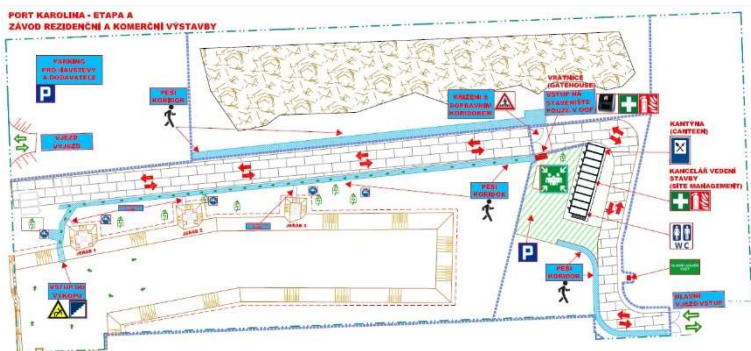 PORT KAROLINA - ETAPA A
ZÁVOD REZIDENČNÍ A KOMERČNÍ VÝSTAVBY
PARKING
PRO NÁVŠTĚVY
A DODAVATELE
P
VJEZD
VÝJEZD
PĚŠÍ
KORIDOR
KŘÍŽENÍ S
DOPRAVNÍM
KORIDOREM
VRÁTNICE
(GATEHOUSE)
VSTUP NA
STAVENIŠTĚ
POUZE V OOP
KANTÝNA
(CANTEEN)
KANCELÁŘ VEDENÍ
STAVBY
(SITE MANAGEMENT)
WC
PĚŠÍ
KORIDOR
P
PĚŠÍ
KORIDOR
JEŘÁB 1
JEŘÁB 2
JEŘÁB 3
VSTUP DO
VÝKOPU
HLAVNÍ
VJEZD/VSTUP